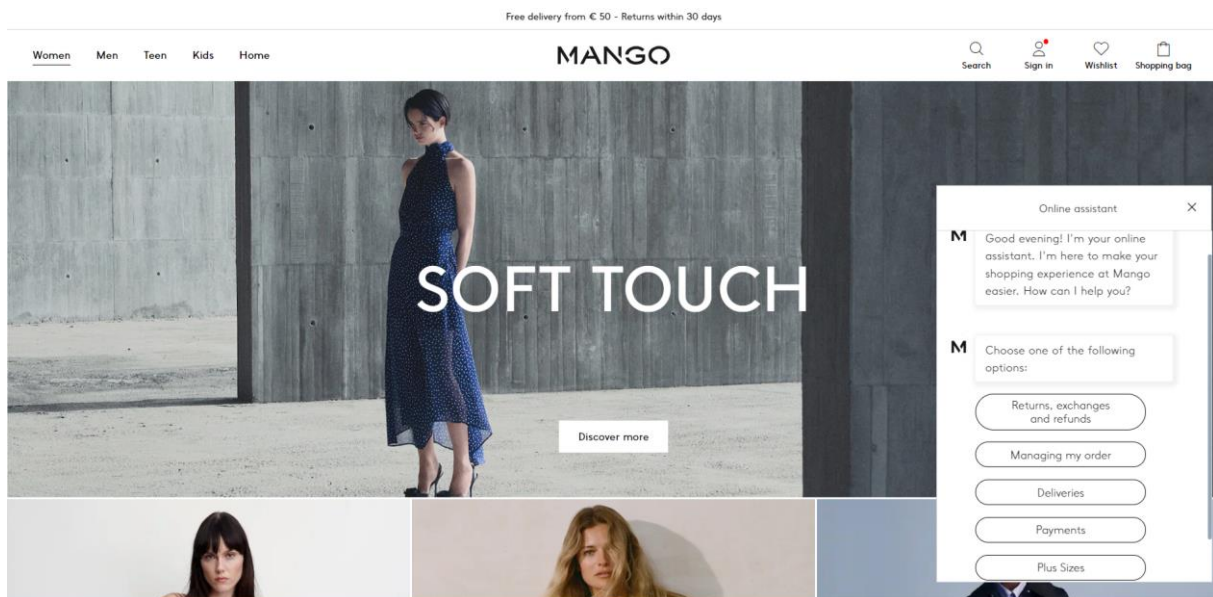 Free delivery from € 50 - Returns within 30 days
Women Men Teen Kids Home
MANGO
Search Sign in Wishlist Shopping bag
SOFT TOUCH
Discover more
Online assistant
M
Good evening! I'm your online
assistant. I'm here to make your
shopping experience at Mango
easier. How can I help you?
M
Choose one of the following
options:
Returns, exchanges
and refunds
Managing my order
Deliveries
Payments
Plus Sizes